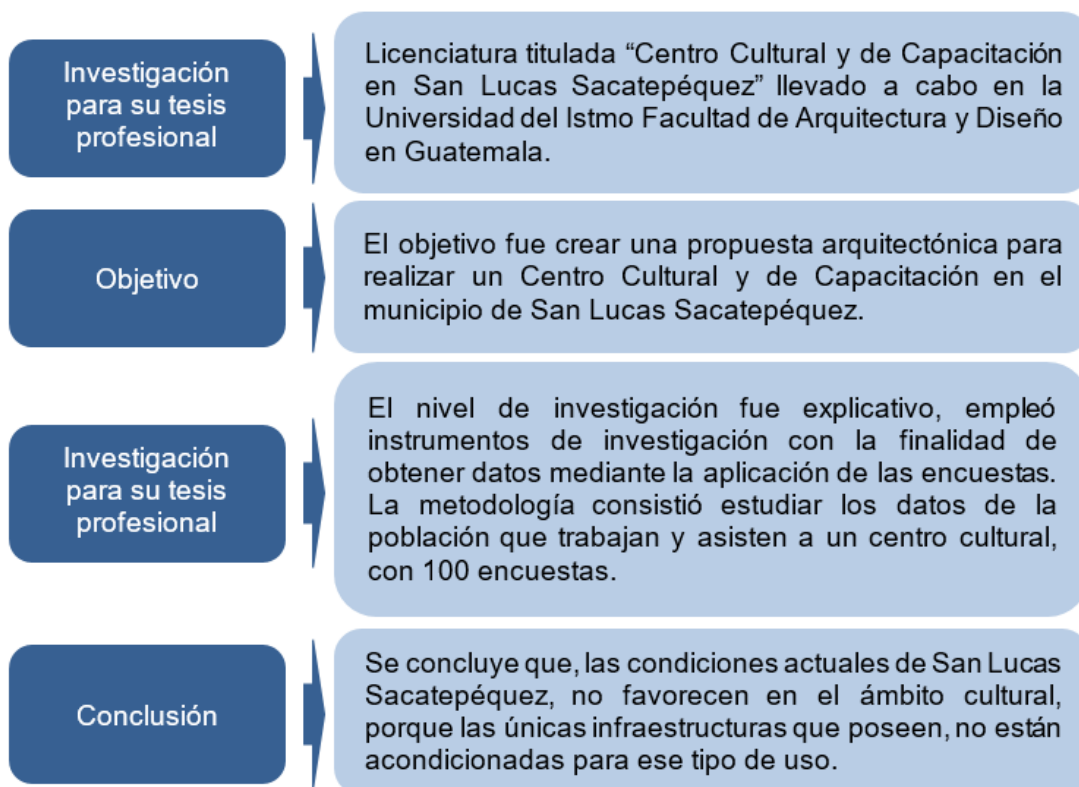 Investigación
para su tesis
profesional
Licenciatura titulada “Centro Cultural y de Capacitación
en San Lucas Sacatepéquez” llevado a cabo en la
Universidad del Istmo Facultad de Arquitectura y Diseño
en Guatemala.
Objetivo
El objetivo fue crear una propuesta arquitectónica para
realizar un Centro Cultural y de Capacitación en el
municipio de San Lucas Sacatepéquez.
Investigación
para su tesis
profesional
El nivel de investigación fue explicativo, empleó
instrumentos de investigación con la finalidad de
obtener datos mediante la aplicación de las encuestas.
La metodología consistió estudiar los datos de la
población que trabajan y asisten a un centro cultural,
con 100 encuestas.
Conclusión
Se concluye que, las condiciones actuales de San Lucas
Sacatepéquez, no favorecen en el ámbito cultural,
porque las únicas infraestructuras que poseen, no están
acondicionadas para ese tipo de uso.